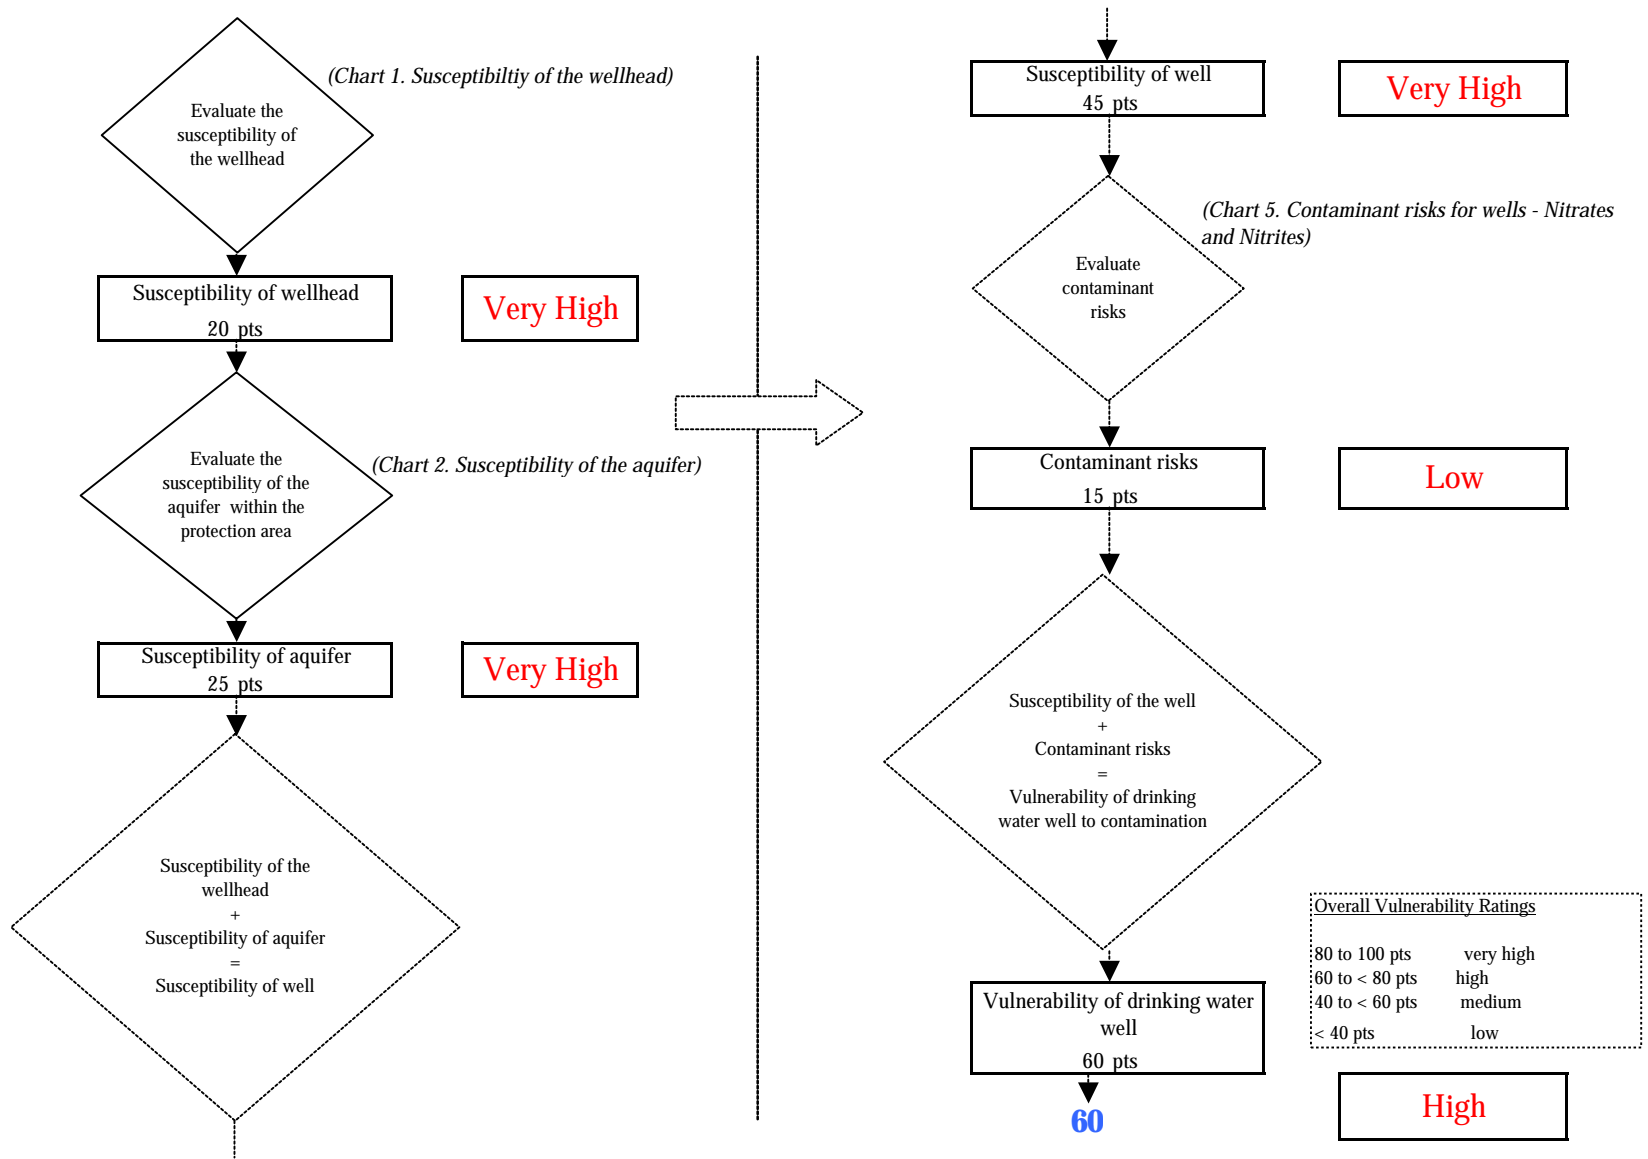 (Chart 1. Susceptibiltiy of the wellhead)
Evaluate the
susceptibility of
the wellhead
Susceptibility of wellhead
20 pts
Very High
Evaluate the
susceptibility of the
aquifer within the
protection area
(Chart 2. Susceptibility of the aquifer)
Susceptibility of aquifer
25 pts
Very High
Susceptibility of the
wellhead
+
Susceptibility of aquifer
=
Susceptibility of well
Susceptibility of well
45 pts
Very High
(Chart 5. Contaminant risks for wells - Nitrates
and Nitrites)
Evaluate
contaminant
risks
Contaminant risks
15 pts
Low
Susceptibility of the well
+
Contaminant risks
=
Vulnerability of drinking
water well to contamination
Overall Vulnerability Ratings
80 to 100 pts very high
60 to < 80 pts high
40 to < 60 pts medium
< 40 pts low
Vulnerability of drinking water
well
60 pts
60
High